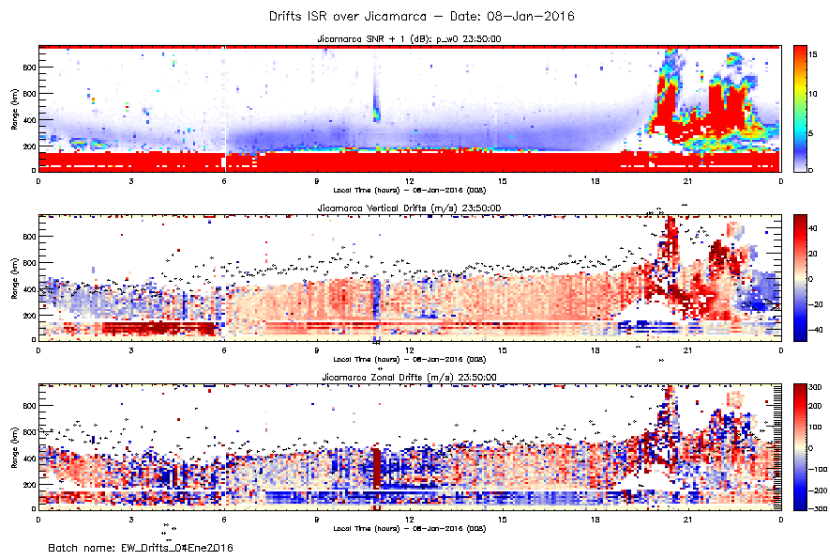 Drifts ISR over Jicamarca – Date: 08-Jan-2016
Jicamarca SNR + 1 (dB): p_w0 23:50:00
Range (km)
800
600
400
200
0
0 3 6 9 12 15 18 21 0
15
10
5
0
Local Time (hours) – 08-Jan-2016 (008)
Jicamarca Vertical Drifts (m/s) 23:50:00
Range (km)
800
600
400
200
0
0 3 6 9 12 15 18 21 0
40
20
0
-20
-40
Local Time (hours) – 08-Jan-2016 (008)
Jicamarca Zonal Drifts (m/s) 23:50:00
Range (km)
800
600
400
200
0
0 3 6 9 12 15 18 21 0
300
200
100
0
-100
-200
-300
Local Time (hours) – 08-Jan-2016 (008)
Batch name: EW_Drifts_04Ene2016